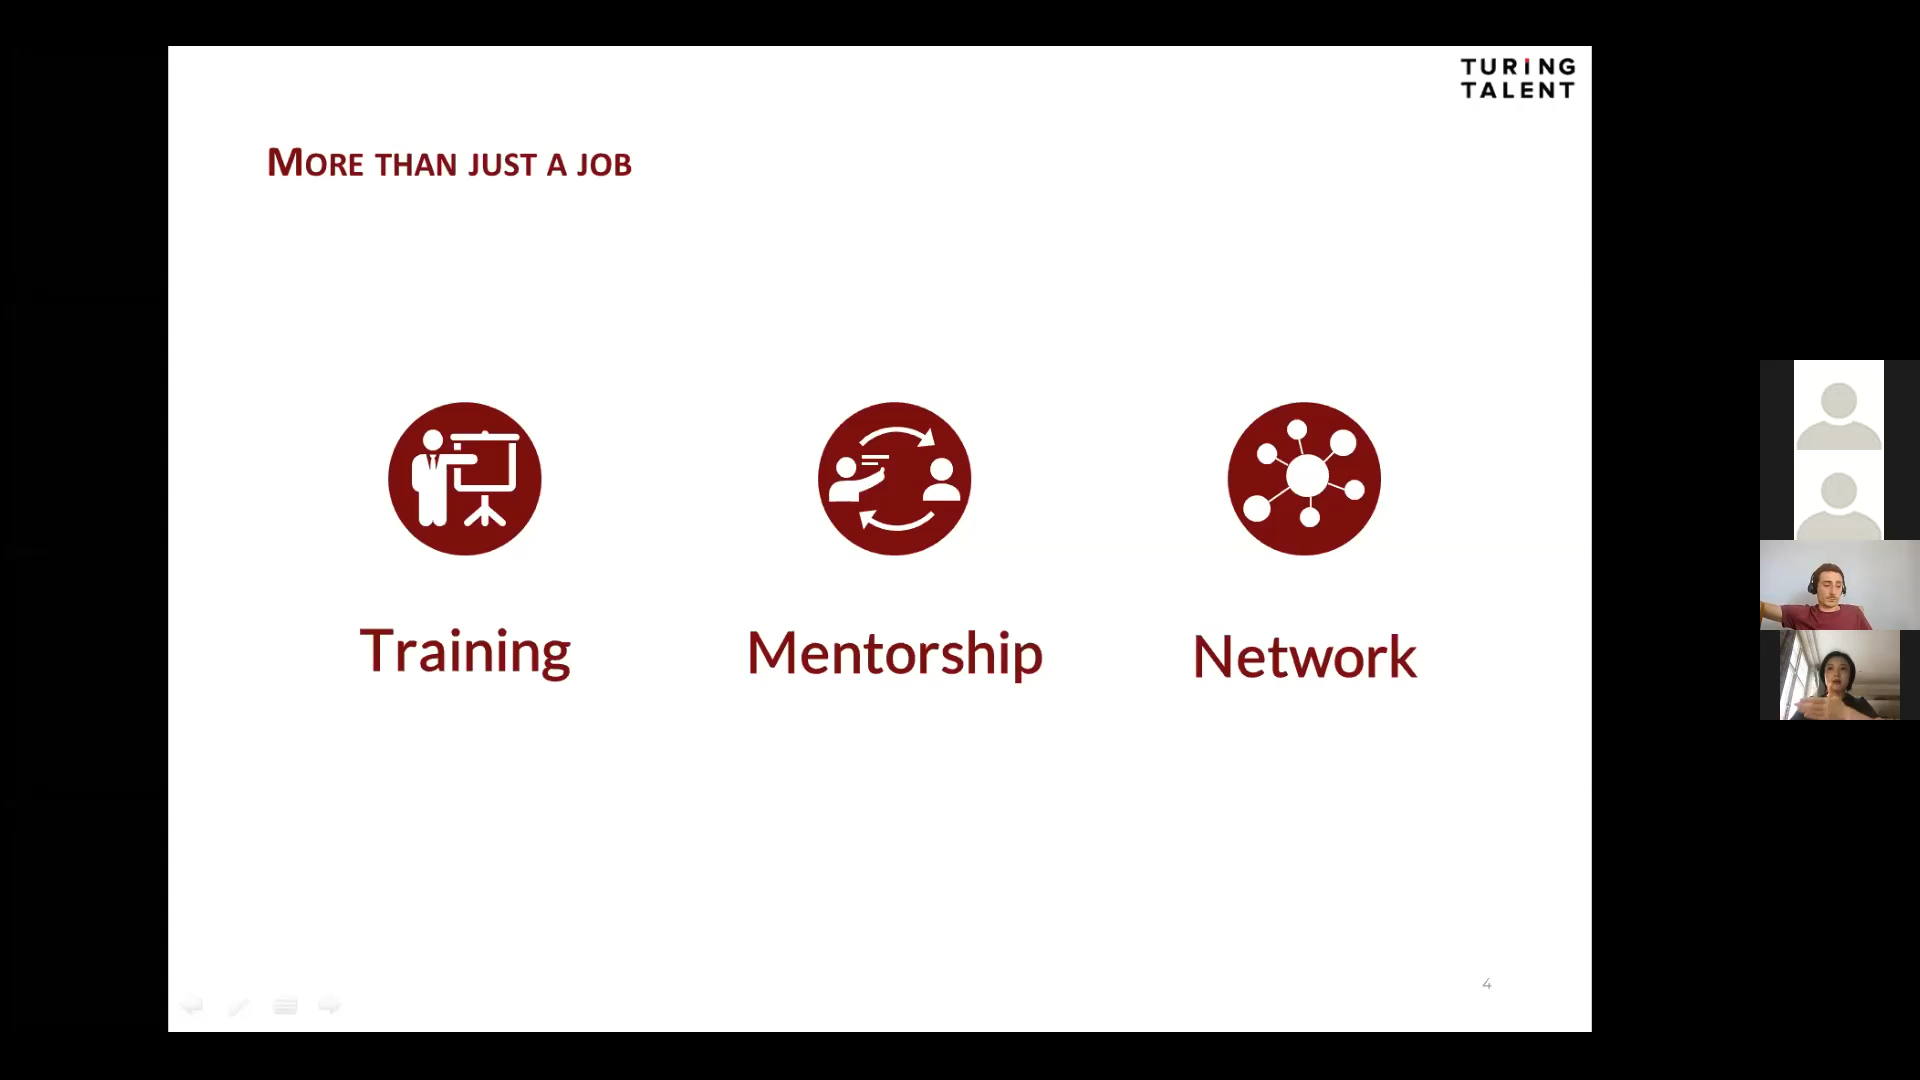 TURING
TALENT
MORE THAN JUST A JOB
Training
Mentorship
Network
4